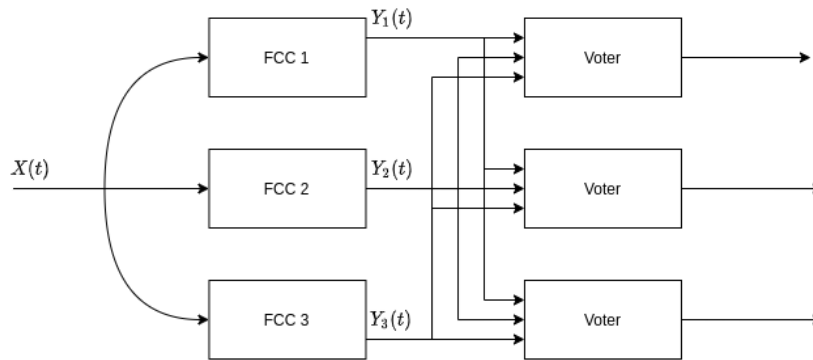 Y₁(t)
FCC 1
Voter
X(t)
Y₂(t)
FCC 2
Voter
Y₃(t)
FCC 3
Voter